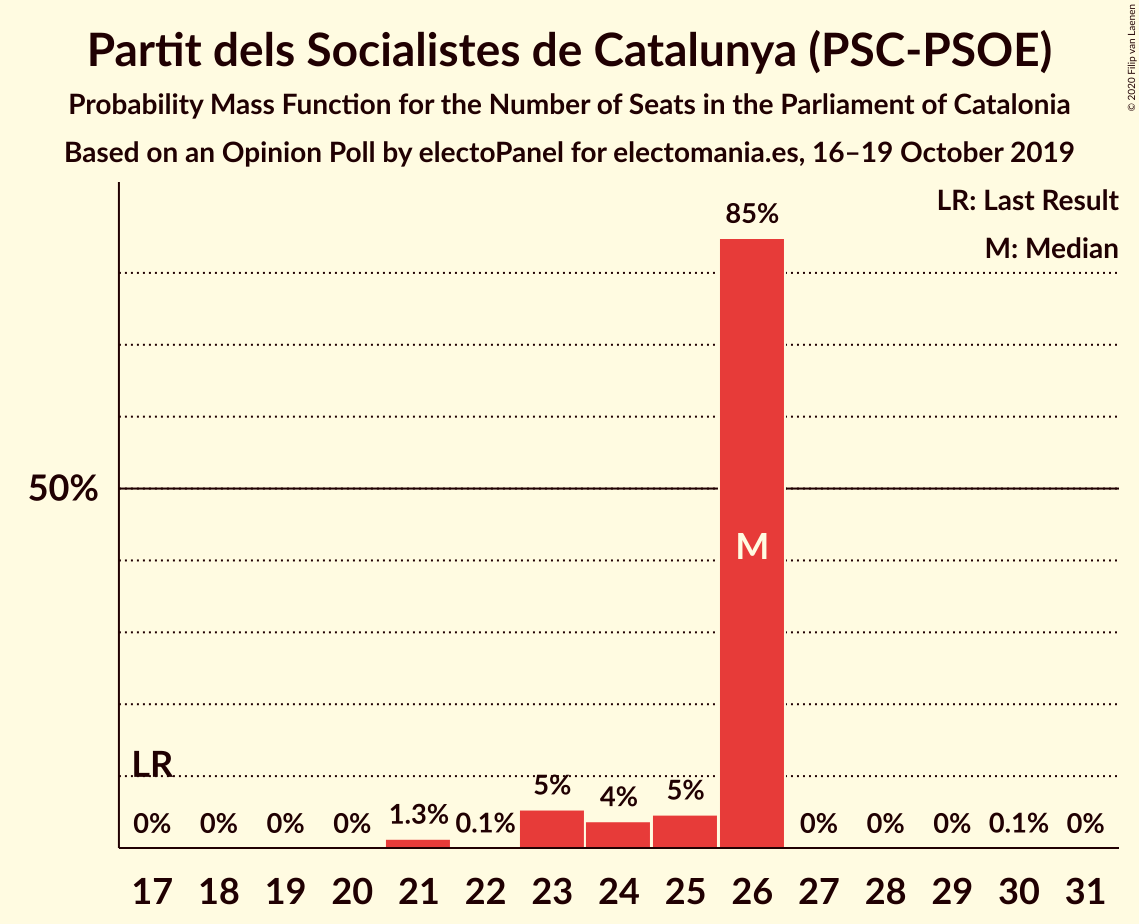 Partit dels Socialistes de Catalunya (PSC-PSOE)
Probability Mass Function for the Number of Seats in the Parliament of Catalonia
Based on an Opinion Poll by electoPanel for electomania.es, 16–19 October 2019
© 2020 Filip van Laenen
LR: Last Result
M: Median
85%
50%
M
LR
0% 0% 0% 0% 1.3% 0.1% 5% 4% 5% 0% 0% 0% 0.1% 0%
17 18 19 20 21 22 23 24 25 26 27 28 29 30 31